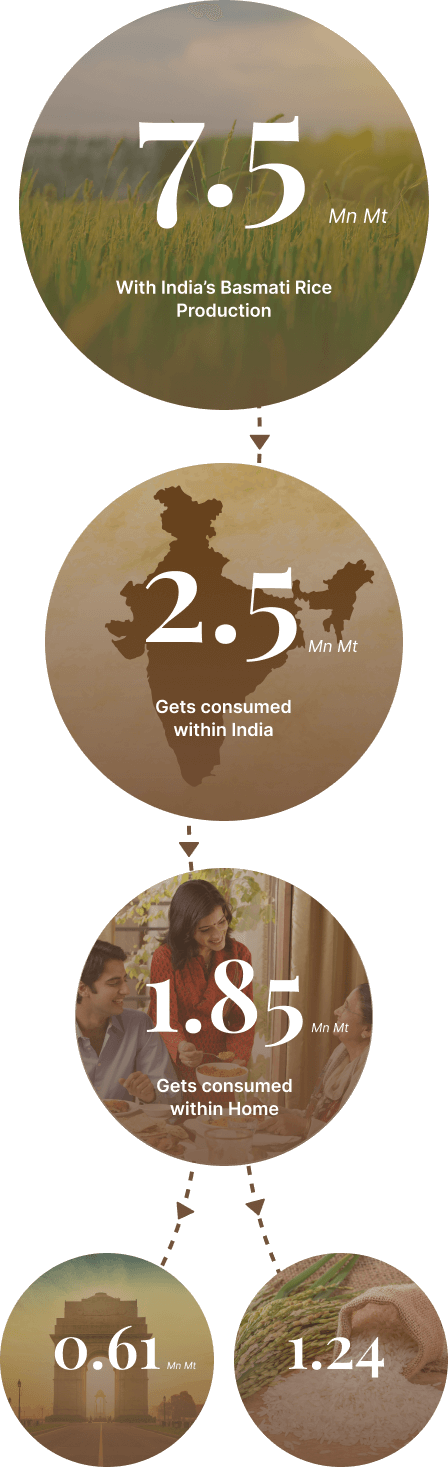 7.5 Mn Mt
With India's Basmati Rice
Production
2.5 Mn Mt
Gets consumed
within India
1.85 Mn Mt
Gets consumed
within Home
0.61 Mn Mt
1.24